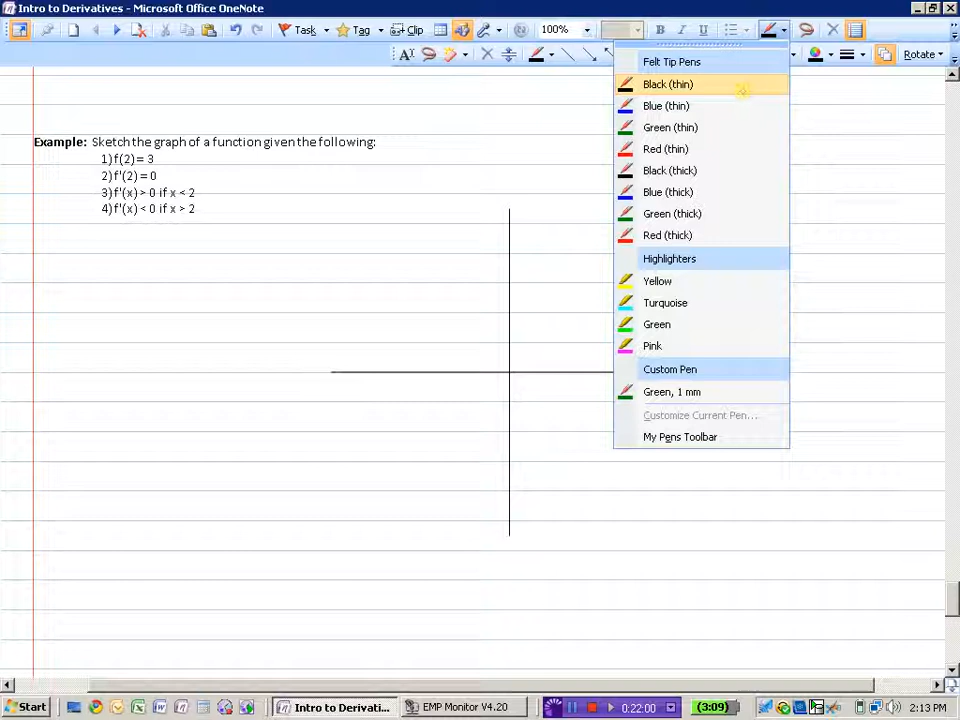 Intro to Derivatives - Microsoft Office OneNote
Task Tag Clip 100% B I U
A Rotate
Felt Tip Pens
Black (thin)
Blue (thin)
Green (thin)
Red (thin)
Black (thick)
Blue (thick)
Green (thick)
Red (thick)
Highlighters
Yellow
Turquoise
Green
Pink
Custom Pen
Green, 1 mm
Customize Current Pen...
My Pens Toolbar
Example: Sketch the graph of a function given the following:
1) f(2) = 3
2) f'(2) = 0
3) f'(x) > 0 if x < 2
4) f'(x) < 0 if x > 2
Start Intro to Derivati... EMP Monitor V4.20 0:22:00 (3:09) 2:13 PM